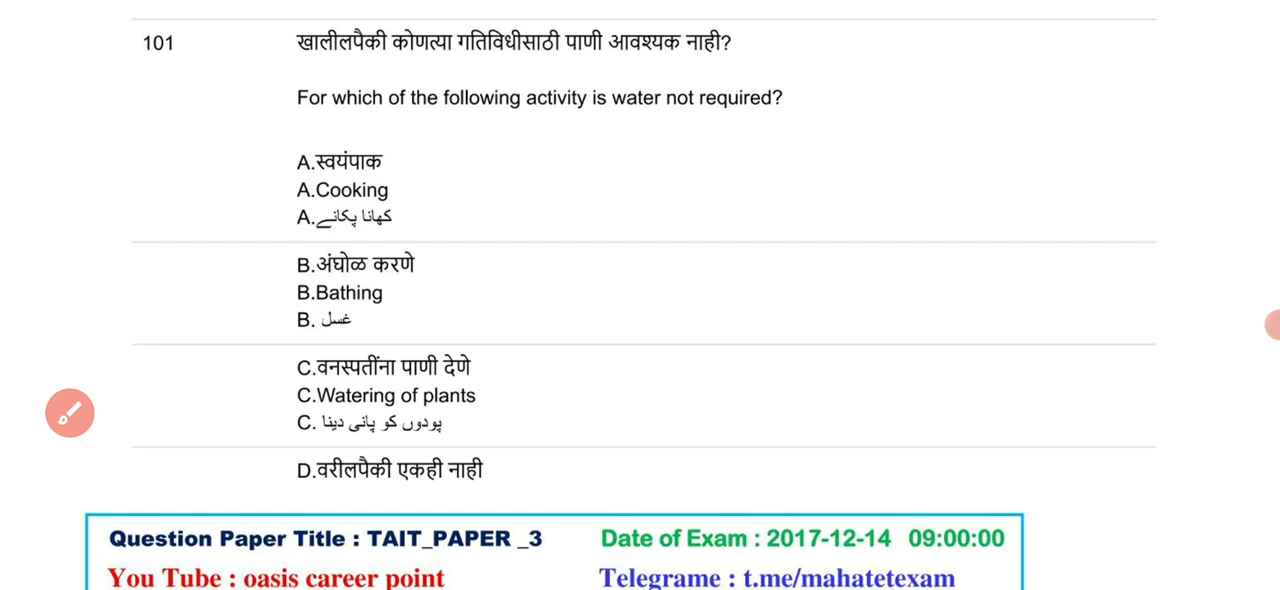 101 खालीलपैकी कोणत्या गतिविधीसाठी पाणी आवश्यक नाही?
For which of the following activity is water not required?
A.स्वयंपाक
A.Cooking
A.کھانا پکانے
B.अंघोळ करणे
B.Bathing
B. غسل
C.वनस्पतींना पाणी देणे
C.Watering of plants
C. پودوں کو پانی دینا
D.वरीलपैकी एकही नाही
Question Paper Title : TAIT_PAPER _3 Date of Exam : 2017-12-14 09:00:00
You Tube : oasis career point Telegrame : t.me/mahatetexam